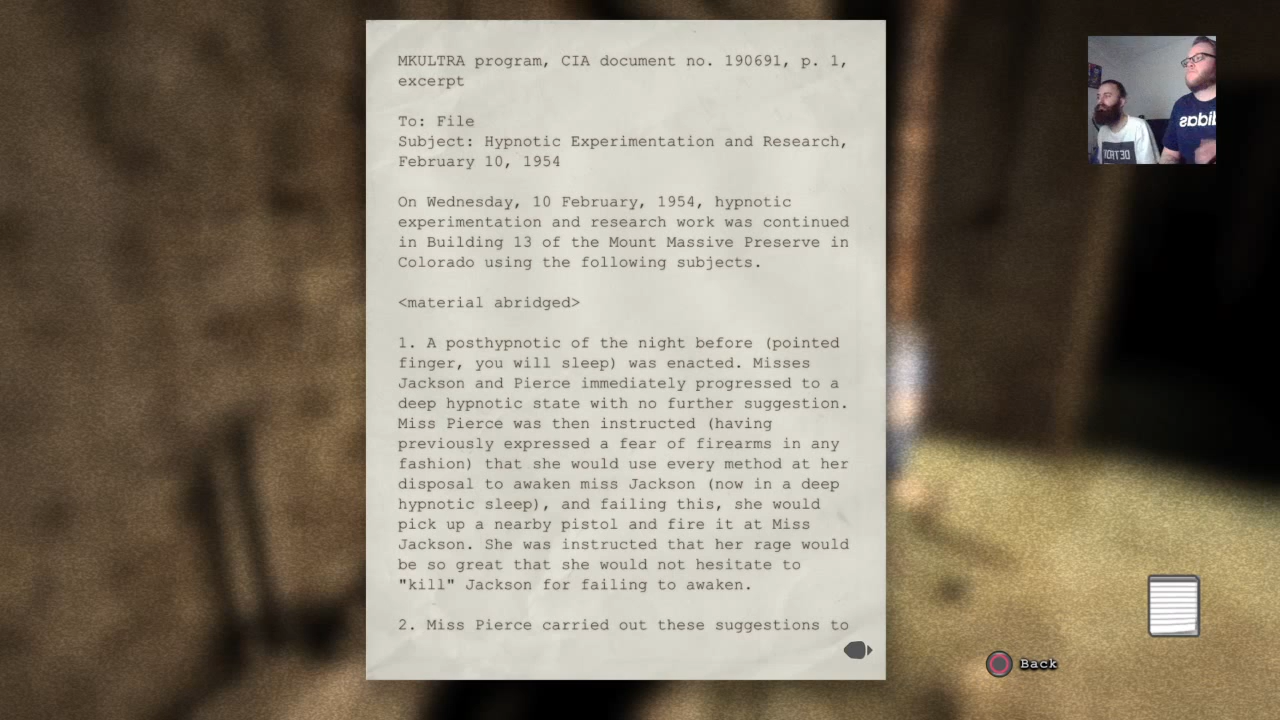 MKULTRA program, CIA document no. 190691, p. 1,
excerpt
To: File
Subject: Hypnotic Experimentation and Research,
February 10, 1954
On Wednesday, 10 February, 1954, hypnotic
experimentation and research work was continued
in Building 13 of the Mount Massive Preserve in
Colorado using the following subjects.
<material abridged>
1. A posthypnotic of the night before (pointed
finger, you will sleep) was enacted. Misses
Jackson and Pierce immediately progressed to a
deep hypnotic state with no further suggestion.
Miss Pierce was then instructed (having
previously expressed a fear of firearms in any
fashion) that she would use every method at her
disposal to awaken miss Jackson (now in a deep
hypnotic sleep), and failing this, she would
pick up a nearby pistol and fire it at Miss
Jackson. She was instructed that her rage would
be so great that she would not hesitate to
"kill" Jackson for failing to awaken.
2. Miss Pierce carried out these suggestions to
Back
adidas